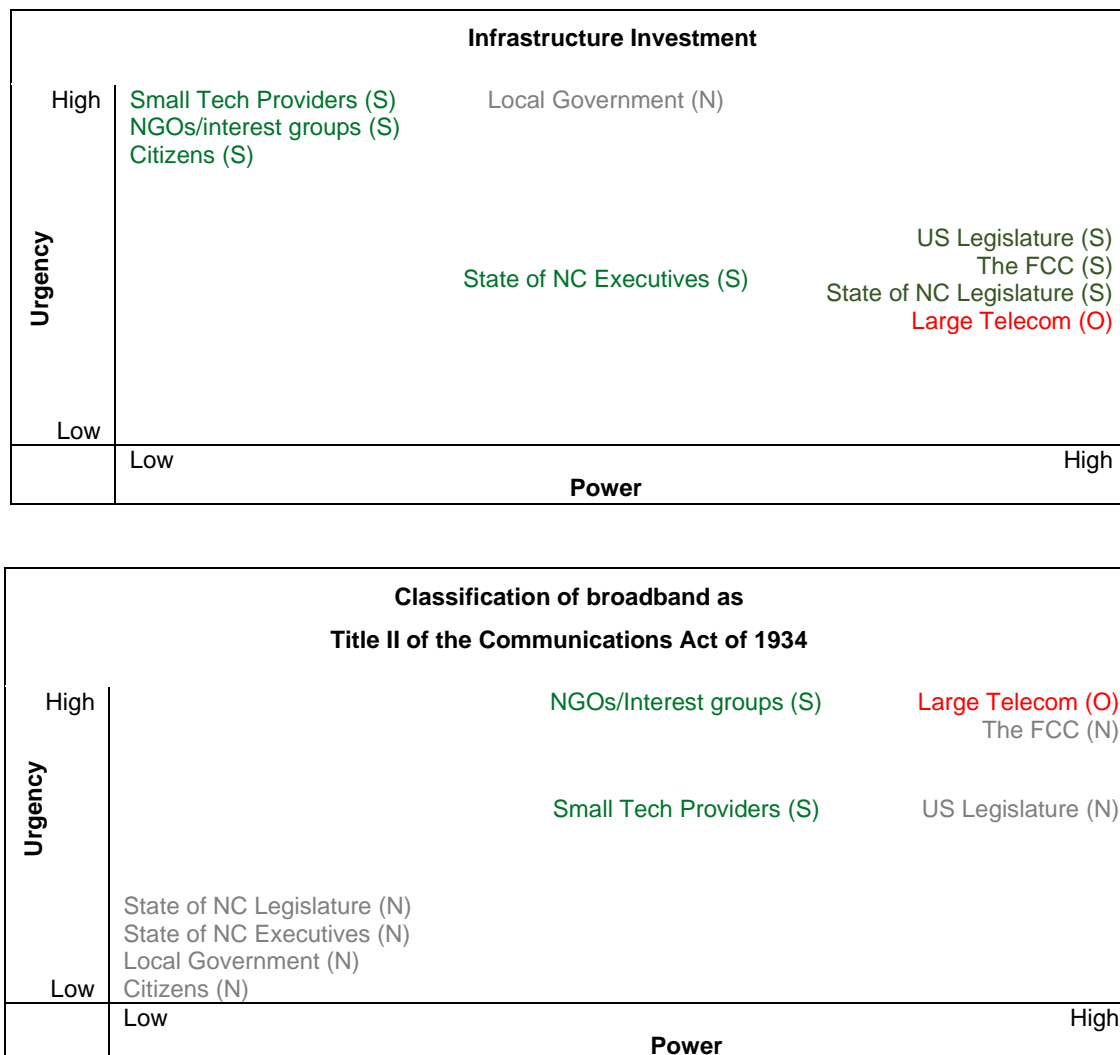 Infrastructure Investment
High
Small Tech Providers (S)
Local Government (N)
NGOs/interest groups (S)
Citizens (S)
Urgency
US Legislature (S)
The FCC (S)
State of NC Executives (S)
State of NC Legislature (S)
Large Telecom (O)
Low
Low
High
Power
Classification of broadband as
Title II of the Communications Act of 1934
High
NGOs/Interest groups (S)
Large Telecom (O)
The FCC (N)
Urgency
Small Tech Providers (S)
US Legislature (N)
State of NC Legislature (N)
State of NC Executives (N)
Local Government (N)
Low
Citizens (N)
Low
High
Power